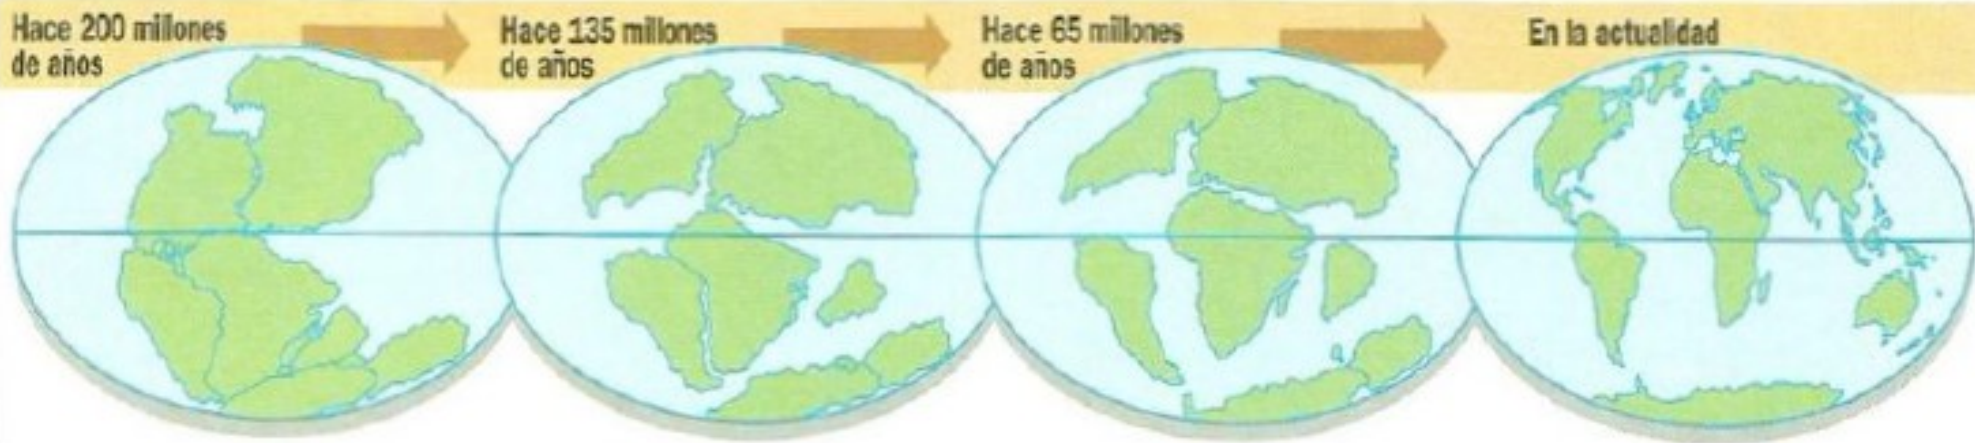 Hace 200 millones
de años
Hace 135 millones
de años
Hace 65 millones
de años
En la actualidad